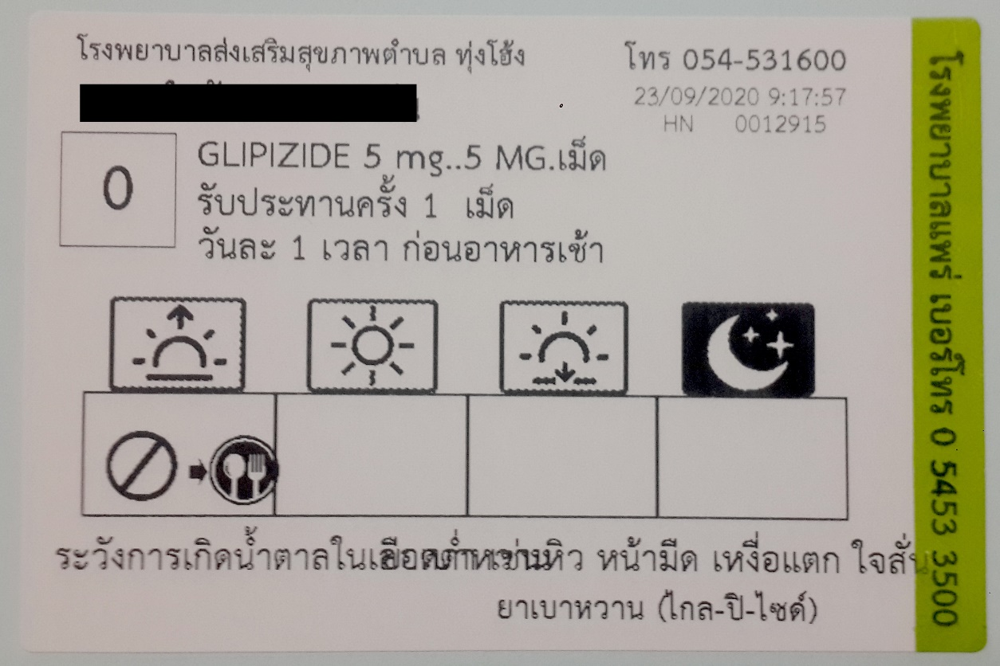 โรงพยาบาลส่งเสริมสุขภาพตำบล ทุ่งโฮ้ง
โทร 054-531600
23/09/2020 9:17:57
HN 0012915
0
GLIPIZIDE 5 mg..5 MG.เม็ด
รับประทานครั้ง 1 เม็ด
วันละ 1 เวลา ก่อนอาหารเช้า
ระวังการเกิดน้ำตาลในเลือดต่ำ เช่นหิว หน้ามืด เหงื่อแตก ใจสั่น
ยาเบาหวาน (ไกล-ปิ-ไซด์)
โรงพยาบาลแพร่ เบอร์โทร 0 5453 3500